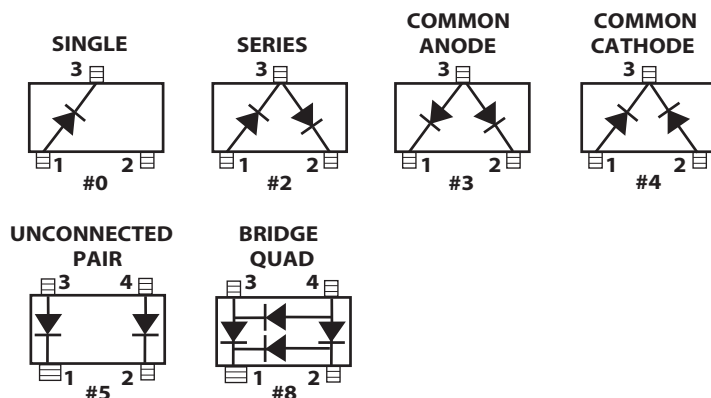 SINGLE
3
1 2
#0
SERIES
3
1 2
#2
COMMON
ANODE
3
1 2
#3
COMMON
CATHODE
3
1 2
#4
UNCONNECTED
PAIR
3 4
1 2
#5
BRIDGE
QUAD
3 4
1 2
#8